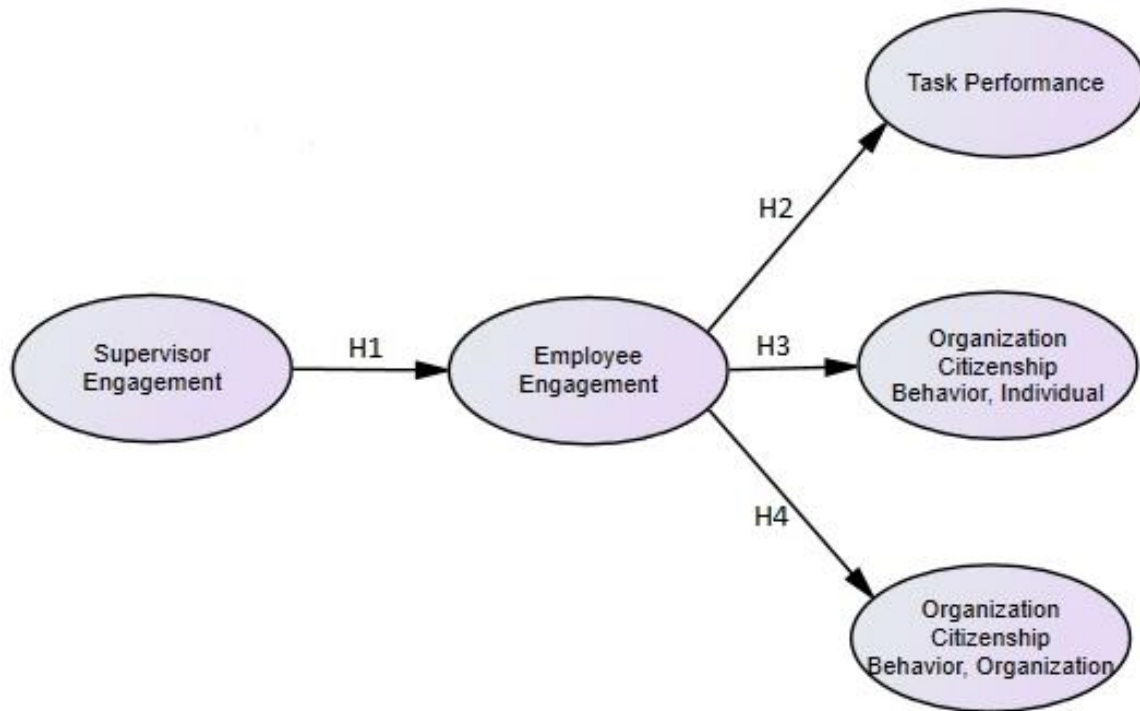 Task Performance
H2
Supervisor
Engagement
H1
Employee
Engagement
H3
Organization
Citizenship
Behavior, Individual
H4
Organization
Citizenship
Behavior, Organization